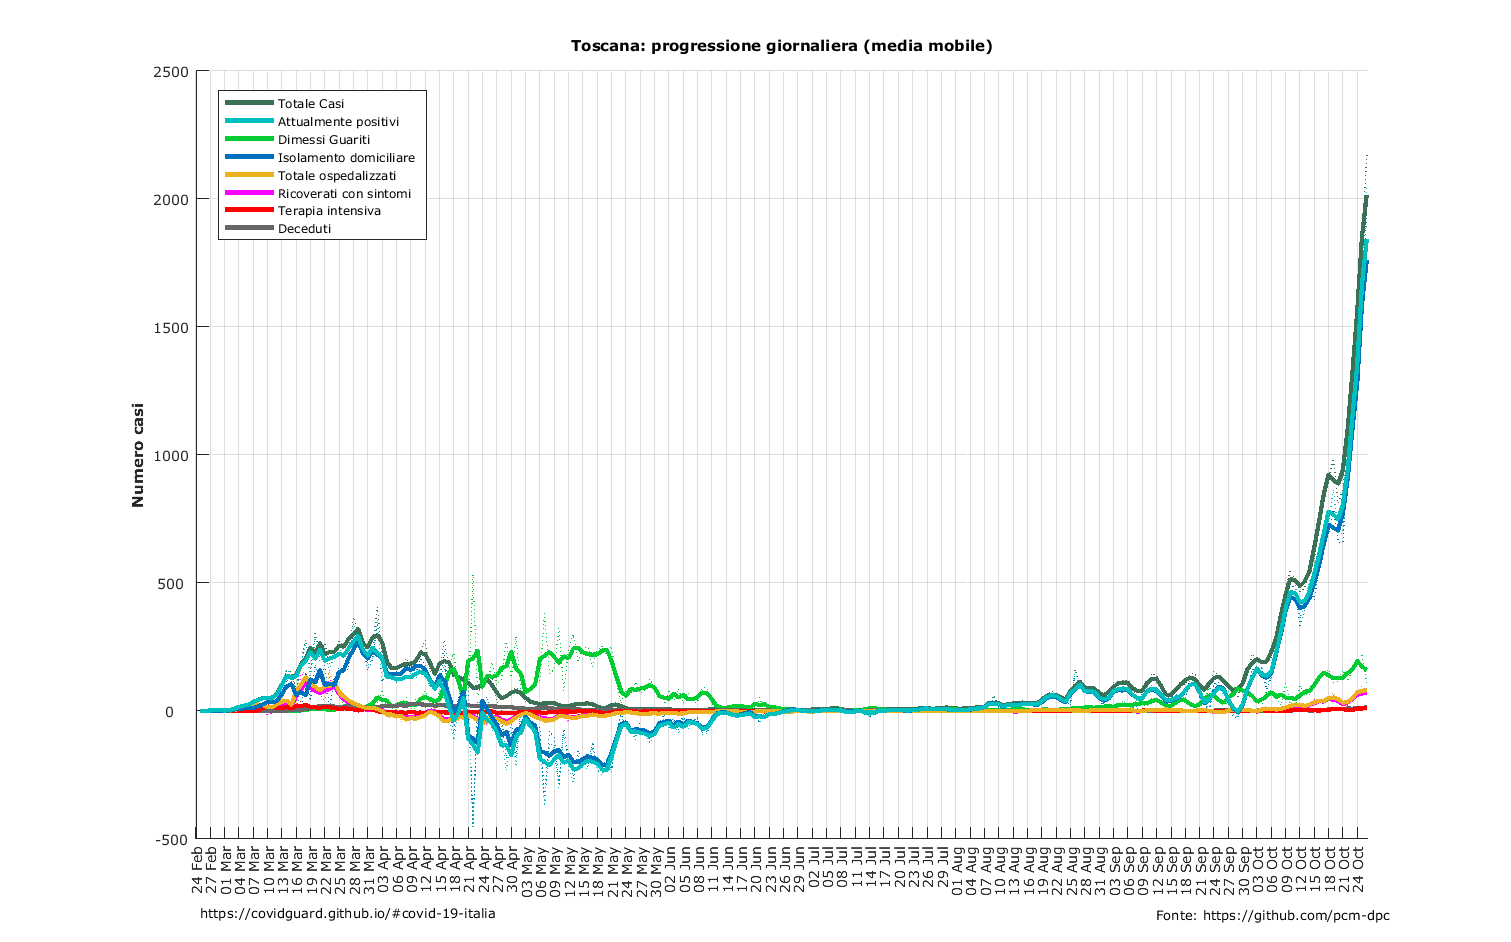 Toscana: progressione giornaliera (media mobile)
2500
2000
1500
1000
500
0
-500
Numero casi
Totale Casi
Attualmente positivi
Dimessi Guariti
Isolamento domiciliare
Totale ospedalizzati
Ricoverati con sintomi
Terapia intensiva
Deceduti
24 Feb
27 Feb
01 Mar
04 Mar
07 Mar
10 Mar
13 Mar
16 Mar
19 Mar
22 Mar
25 Mar
28 Mar
31 Mar
03 Apr
06 Apr
09 Apr
12 Apr
15 Apr
18 Apr
21 Apr
24 Apr
27 Apr
30 Apr
03 May
06 May
09 May
12 May
15 May
18 May
21 May
24 May
27 May
30 May
02 Jun
05 Jun
08 Jun
11 Jun
14 Jun
17 Jun
20 Jun
23 Jun
26 Jun
29 Jun
02 Jul
05 Jul
08 Jul
11 Jul
14 Jul
17 Jul
20 Jul
23 Jul
26 Jul
29 Jul
01 Aug
04 Aug
07 Aug
10 Aug
13 Aug
16 Aug
19 Aug
22 Aug
25 Aug
28 Aug
31 Aug
03 Sep
06 Sep
09 Sep
12 Sep
15 Sep
18 Sep
21 Sep
24 Sep
27 Sep
30 Sep
03 Oct
06 Oct
09 Oct
12 Oct
15 Oct
18 Oct
21 Oct
24 Oct
https://covidguard.github.io/#covid-19-italia
Fonte: https://github.com/pcm-dpc